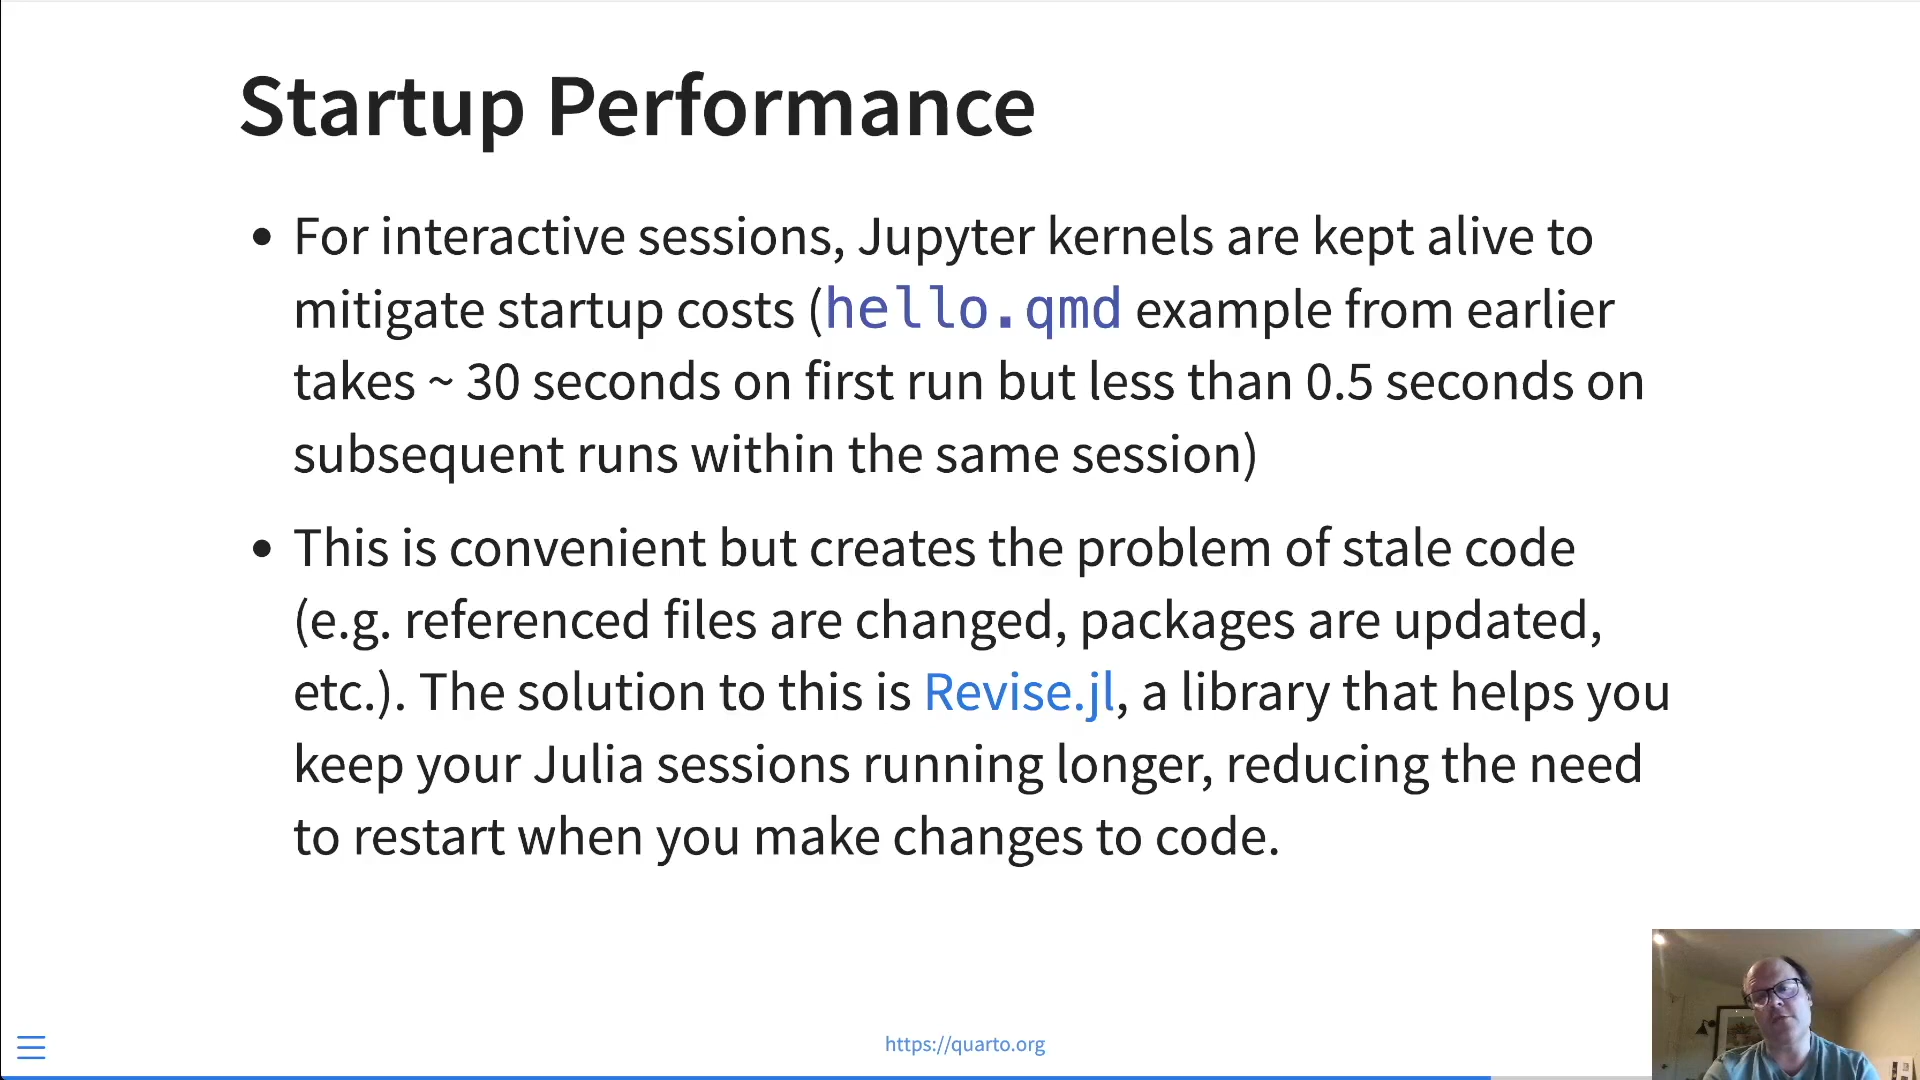 Startup Performance
• For interactive sessions, Jupyter kernels are kept alive to
mitigate startup costs (hello.qmd example from earlier
takes ~ 30 seconds on first run but less than 0.5 seconds on
subsequent runs within the same session)
• This is convenient but creates the problem of stale code
(e.g. referenced files are changed, packages are updated,
etc.). The solution to this is Revise.jl, a library that helps you
keep your Julia sessions running longer, reducing the need
to restart when you make changes to code.
https://quarto.org